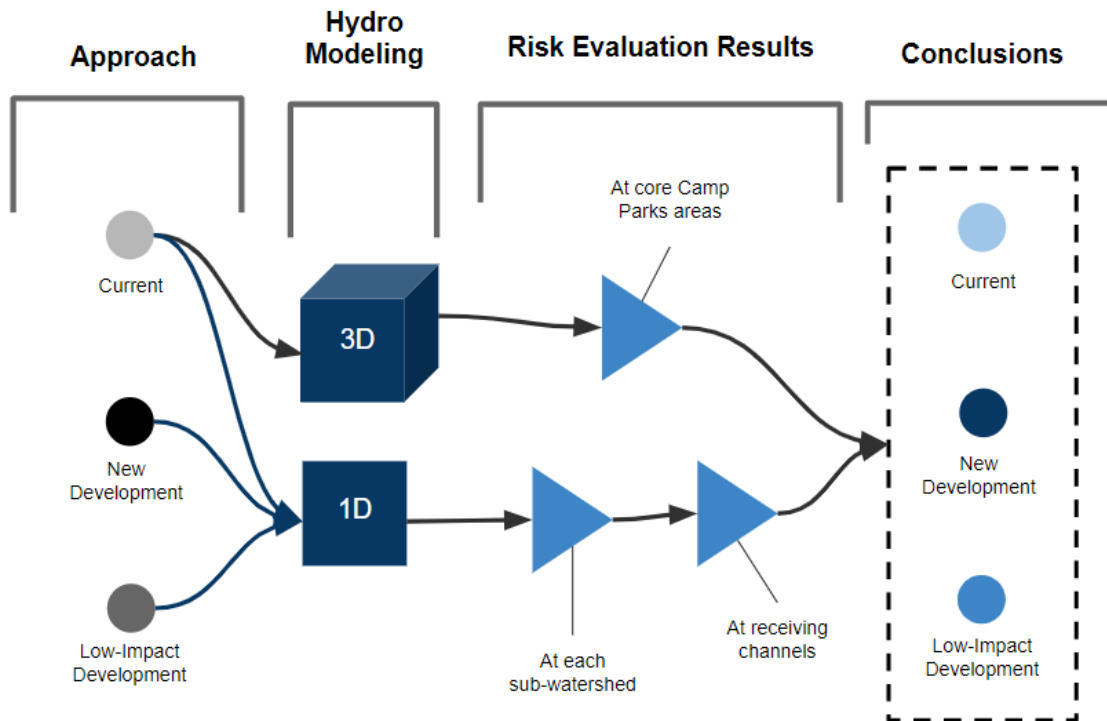 Approach
Hydro
Modeling
Risk Evaluation Results
Conclusions
Current
New
Development
Low-Impact
Development
3D
1D
At core Camp
Parks areas
At each
sub-watershed
At receiving
channels
Current
New
Development
Low-Impact
Development